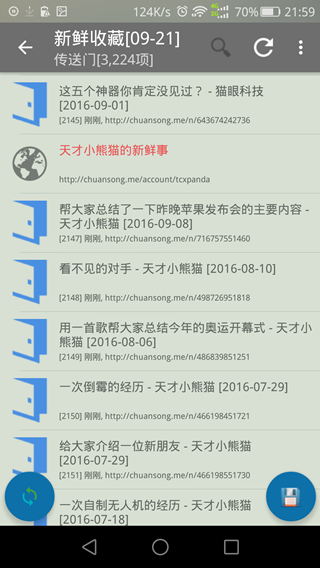 124K/s 70% 21:59
新鲜收藏[09-21]
传送门[3,224项]
这五个神器你肯定没见过？ - 猫眼科技
[2016-09-01]
[2145] 刚刚, http://chuansong.me/n/643674242736
天才小熊猫的新鲜事
http://chuansong.me/account/tcxpanda
帮大家总结了一下昨晚苹果发布会的主要内容 -
天才小熊猫 [2016-09-08]
[2147] 刚刚, http://chuansong.me/n/716757551460
看不见的对手 - 天才小熊猫 [2016-08-10]
[2148] 刚刚, http://chuansong.me/n/498726951818
用一首歌帮大家总结今年的奥运开幕式 - 天才小
熊猫 [2016-08-06]
[2149] 刚刚, http://chuansong.me/n/486839851251
一次倒霉的经历 - 天才小熊猫 [2016-07-29]
[2150] 刚刚, http://chuansong.me/n/466198451721
给大家介绍一位新朋友 - 天才小熊猫
[2016-07-29]
[2151] 刚刚, http://chuansong.me/n/466198551730
一次自制无人机的经历 - 天才小熊猫
[2016-07-18]